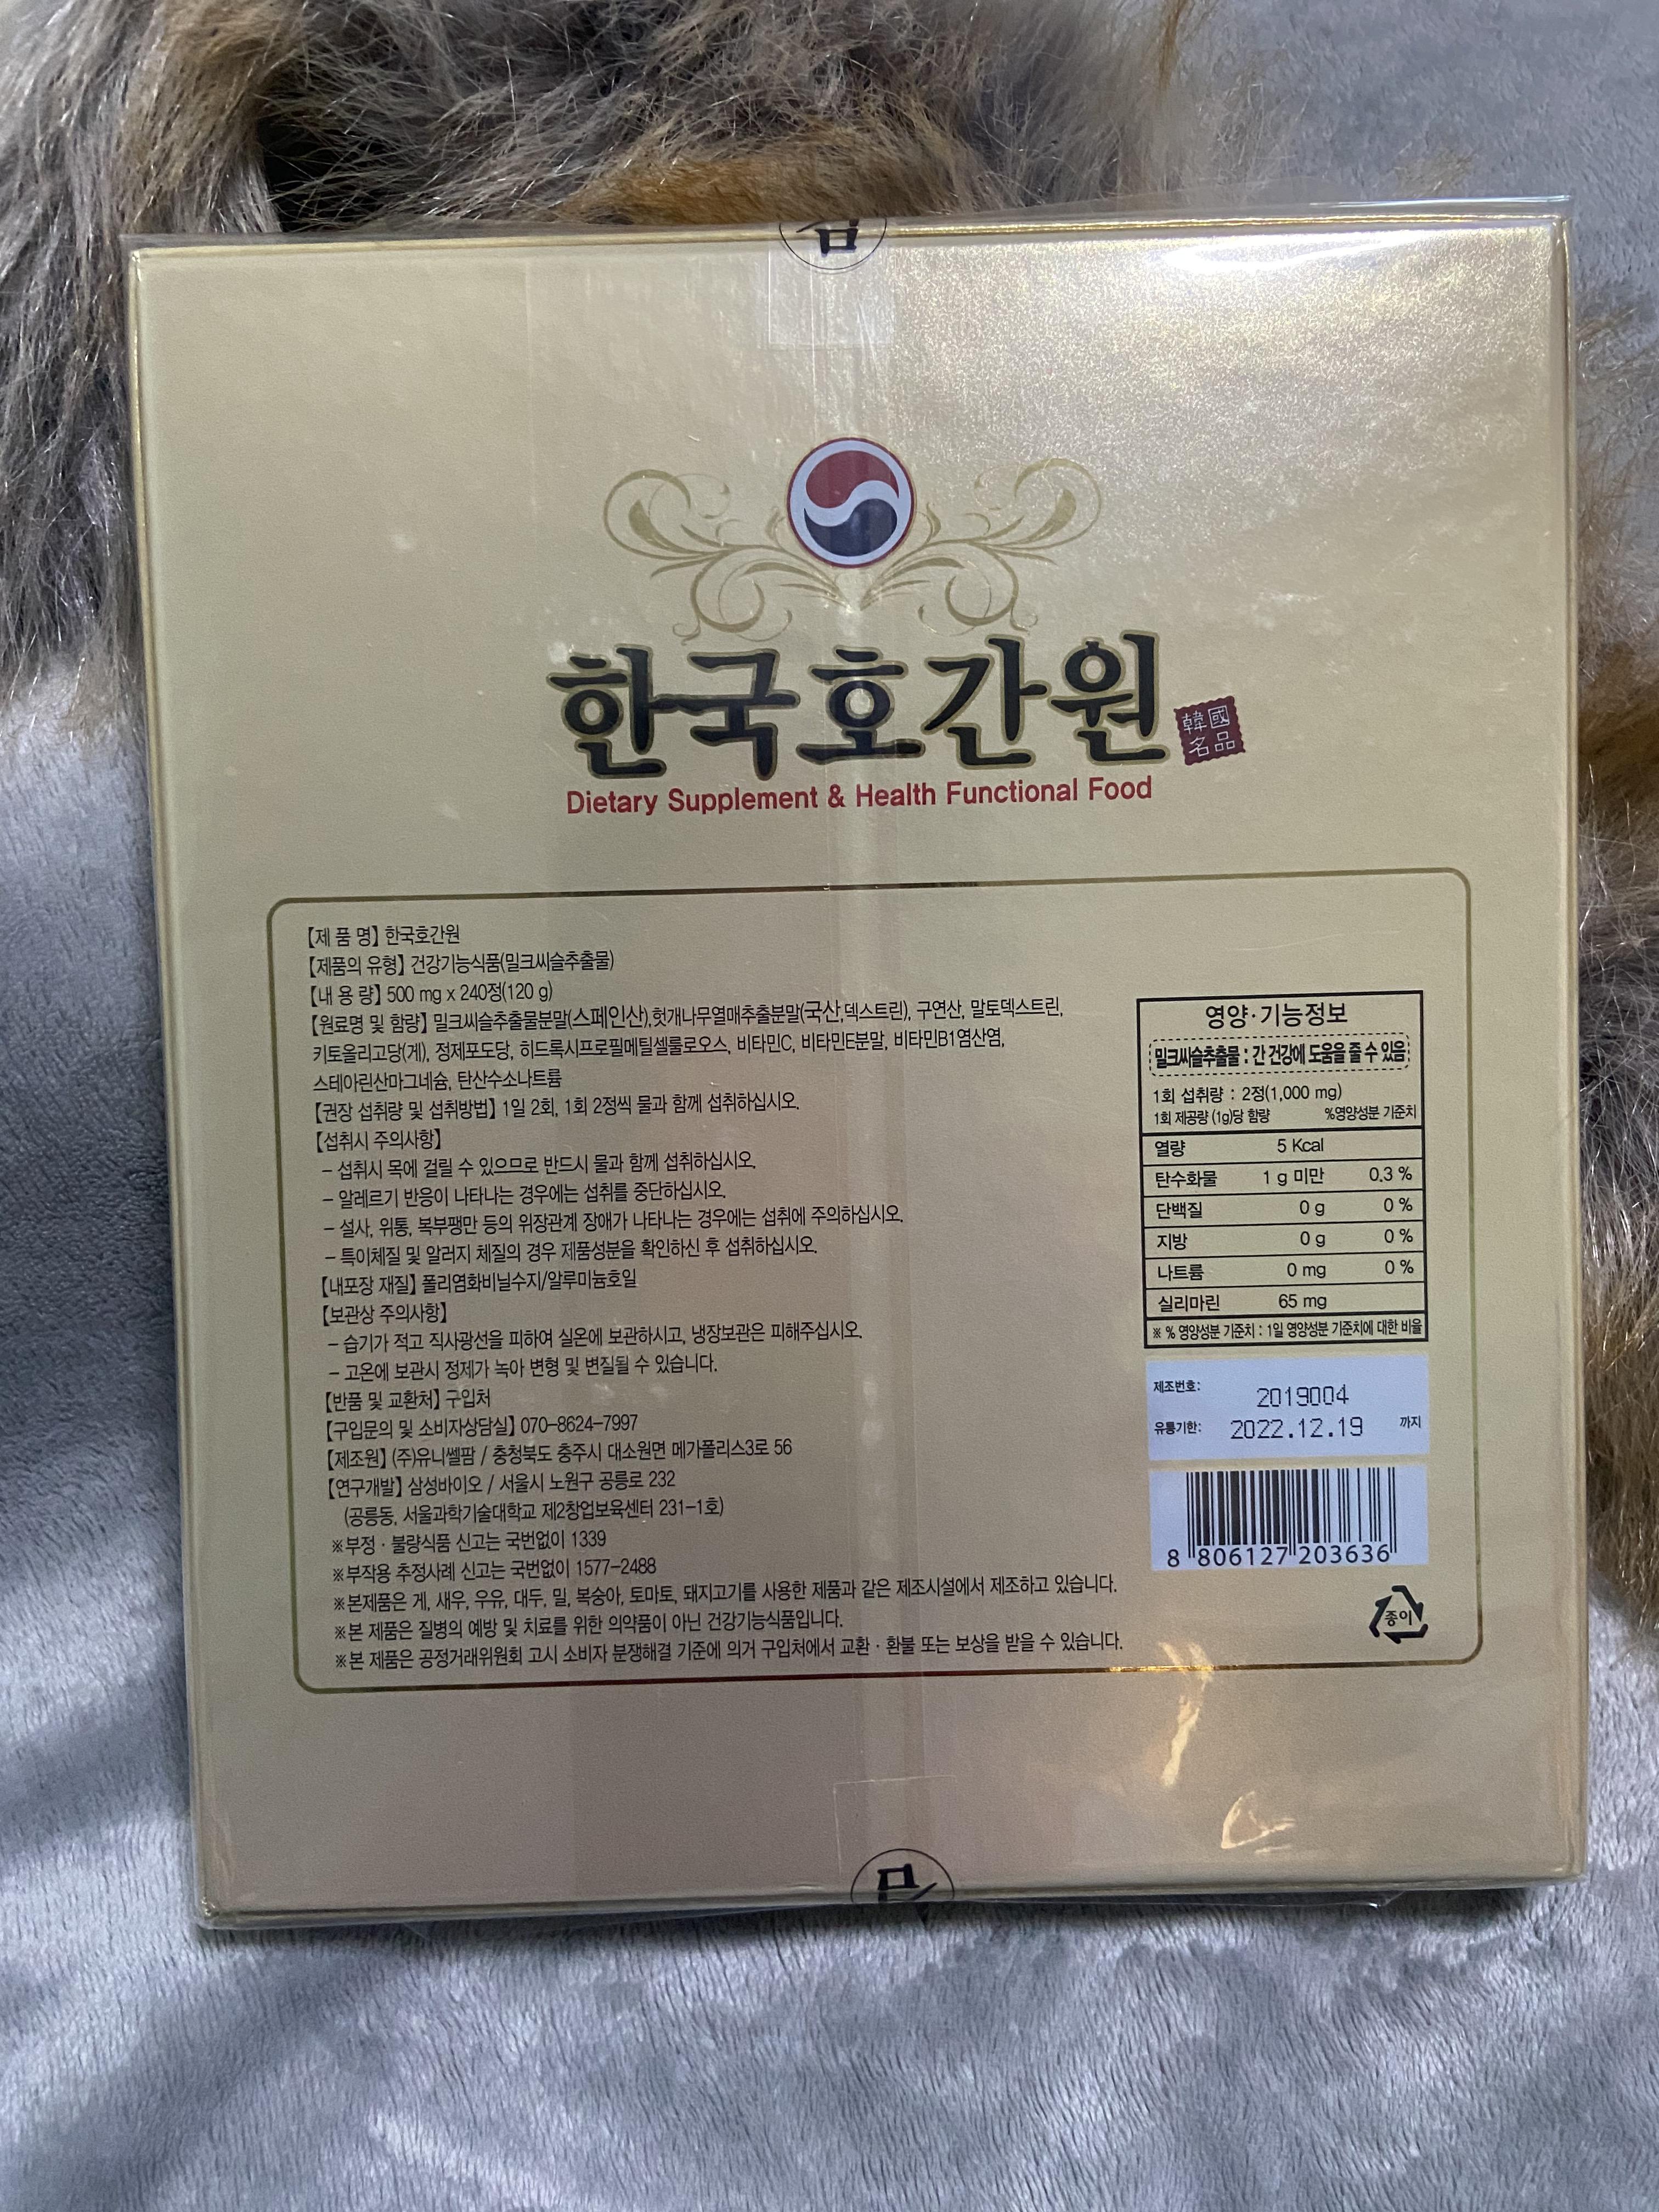 한국호간원
韓國
名品
Dietary Supplement & Health Functional Food
【제 품 명】 한국호간원
【제품의 유형】 건강기능식품(밀크씨슬추출물)
【내 용 량】 500 mg x 240정(120 g)
【원료명 및 함량】 밀크씨슬추출물분말(스페인산),헛개나무열매추출분말(국산,덱스트린), 구연산, 말토덱스트린,
키토올리고당(게), 정제포도당, 히드록시프로필메틸셀룰로오스, 비타민C, 비타민E분말, 비타민B1염산염,
스테아린산마그네슘, 탄산수소나트륨
【권장 섭취량 및 섭취방법】 1일 2회, 1회 2정씩 물과 함께 섭취하십시오.
【섭취시 주의사항】
– 섭취시 목에 걸릴 수 있으므로 반드시 물과 함께 섭취하십시오.
– 알레르기 반응이 나타나는 경우에는 섭취를 중단하십시오.
– 설사, 위통, 복부팽만 등의 위장관계 장애가 나타나는 경우에는 섭취에 주의하십시오.
– 특이체질 및 알러지 체질의 경우 제품성분을 확인하신 후 섭취하십시오.
【내포장 재질】 폴리염화비닐수지/알루미늄호일
【보관상 주의사항】
– 습기가 적고 직사광선을 피하여 실온에 보관하시고, 냉장보관은 피해주십시오.
– 고온에 보관시 정제가 녹아 변형 및 변질될 수 있습니다.
【반품 및 교환처】 구입처
【구입문의 및 소비자상담실】 070-8624-7997
【제조원】 (주)유니쎌팜 / 충청북도 충주시 대소원면 메가폴리스3로 56
【연구개발】 삼성바이오 / 서울시 노원구 공릉로 232
(공릉동, 서울과학기술대학교 제2창업보육센터 231-1호)
※부정 · 불량식품 신고는 국번없이 1339
※부작용 추정사례 신고는 국번없이 1577-2488
※본제품은 게, 새우, 우유, 대두, 밀, 복숭아, 토마토, 돼지고기를 사용한 제품과 같은 제조시설에서 제조하고 있습니다.
※본 제품은 질병의 예방 및 치료를 위한 의약품이 아닌 건강기능식품입니다.
※본 제품은 공정거래위원회 고시 소비자 분쟁해결 기준에 의거 구입처에서 교환 · 환불 또는 보상을 받을 수 있습니다.
영양·기능정보
밀크씨슬추출물 : 간 건강에 도움을 줄 수 있음
1회 섭취량 : 2정(1,000 mg)
1회 제공량 (1g)당 함량 %영양성분 기준치
열량 5 Kcal
탄수화물 1 g 미만 0.3 %
단백질 0 g 0 %
지방 0 g 0 %
나트륨 0 mg 0 %
실리마린 65 mg
※ % 영양성분 기준치 : 1일 영양성분 기준치에 대한 비율
제조번호: 2019004
유통기한: 2022.12.19 까지
8 806127 203636
종이